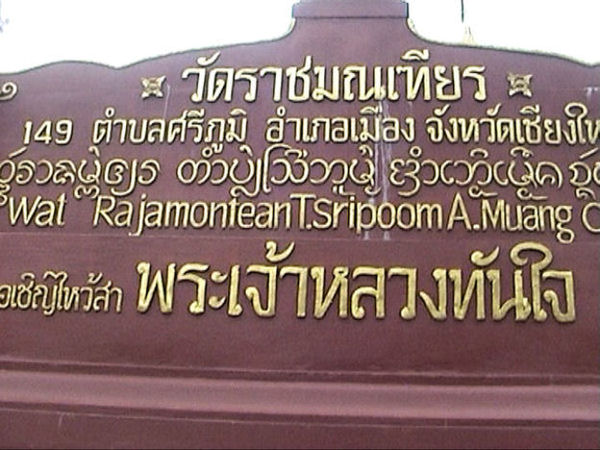 วัดราชมณเฑียร
149 ตำบลศรีภูมิ อำเภอเมือง จังหวัดเชียงให
Wat Rajamontean T.Sripoom A.Muang C
อเชิญไหว้สา พระเจ้าหลวงทันใจ